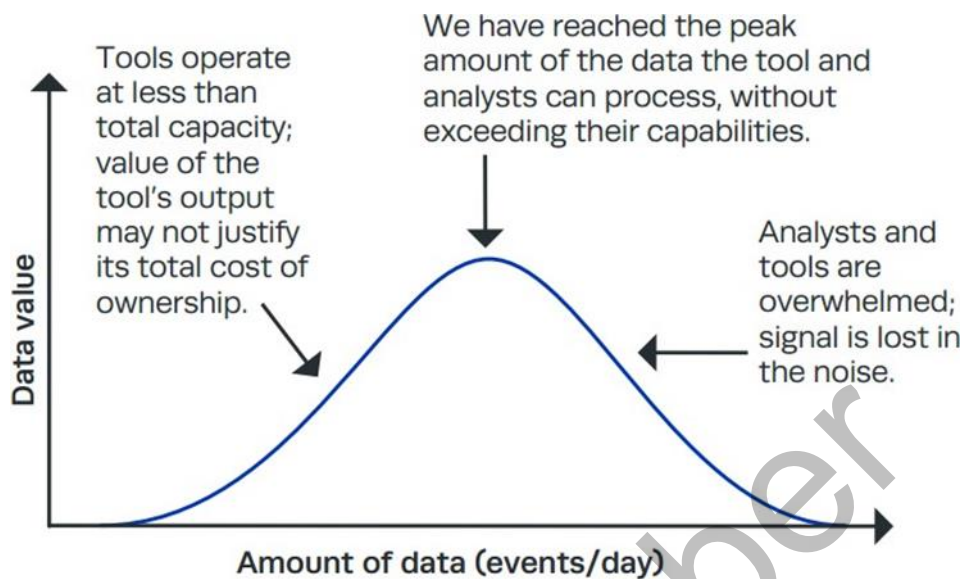 Tools operate
at less than
total capacity;
value of the
tool's output
may not justify
its total cost of
ownership.
We have reached the peak
amount of the data the tool and
analysts can process, without
exceeding their capabilities.
Analysts and
tools are
overwhelmed;
signal is lost in
the noise.
Data value
Amount of data (events/day)